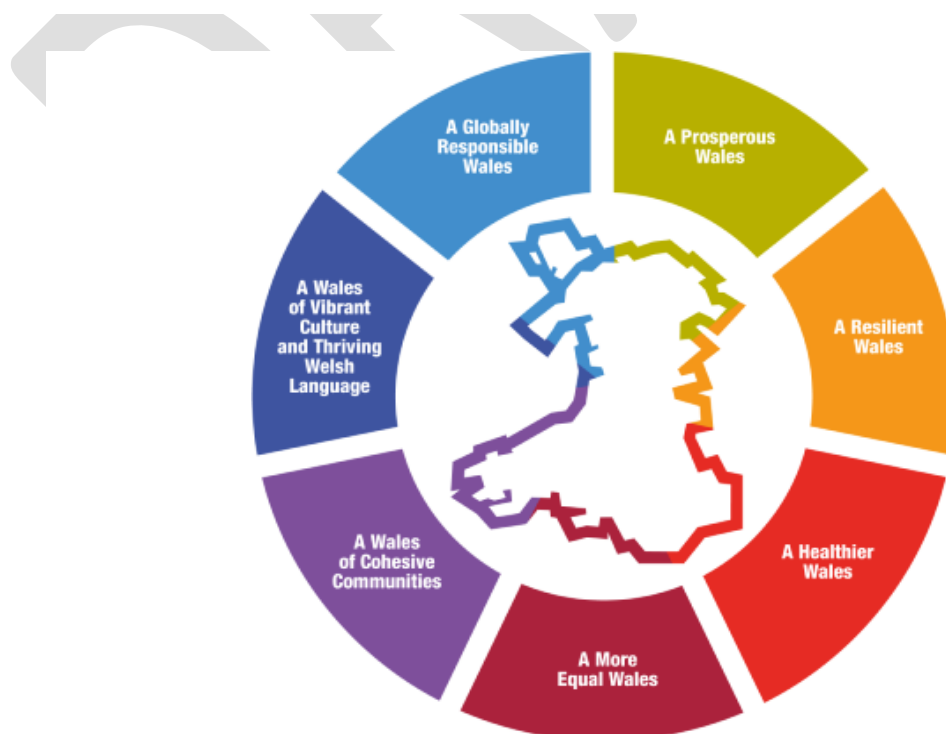 A Globally
Responsible
Wales
A Prosperous
Wales
A Resilient
Wales
A Healthier
Wales
A More
Equal Wales
A Wales
of Cohesive
Communities
A Wales
of Vibrant
Culture
and Thriving
Welsh
Language